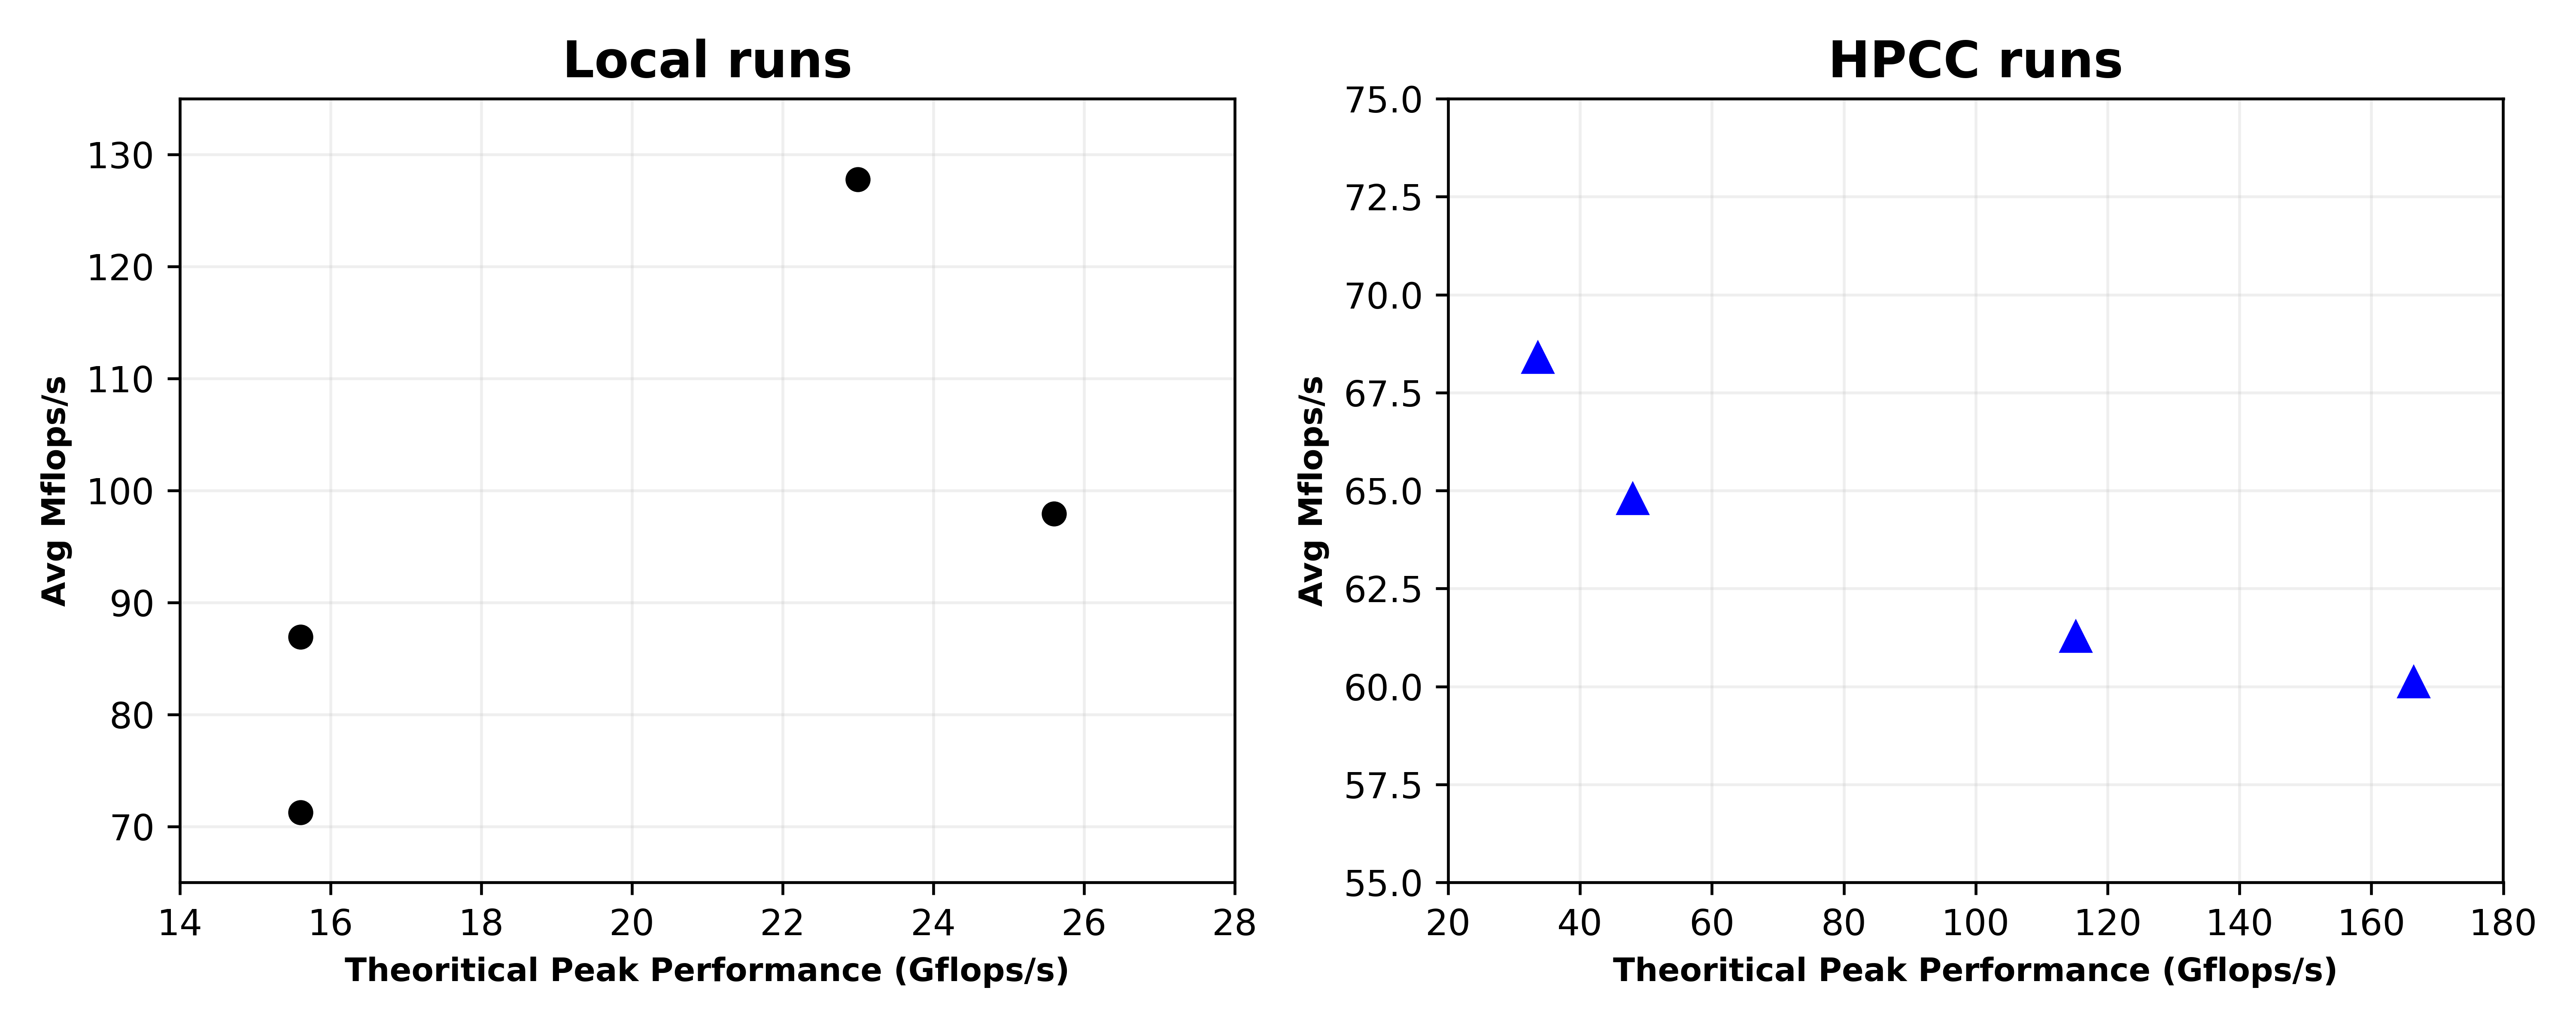 Local runs
130
120
110
100
90
80
70
Avg Mflops/s
14 16 18 20 22 24 26 28
Theoritical Peak Performance (Gflops/s)
HPCC runs
75.0
72.5
70.0
67.5
65.0
62.5
60.0
57.5
55.0
Avg Mflops/s
20 40 60 80 100 120 140 160 180
Theoritical Peak Performance (Gflops/s)